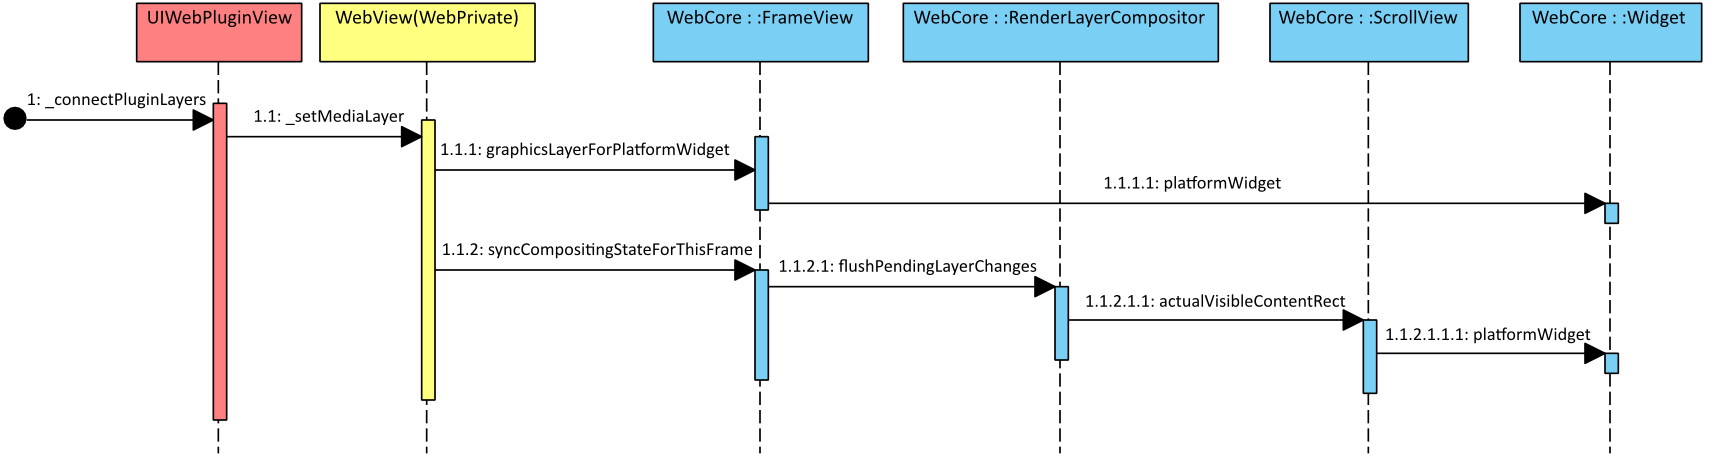 UIWebPluginView
WebView(WebPrivate)
WebCore : :FrameView
WebCore : :RenderLayerCompositor
WebCore : :ScrollView
WebCore : :Widget
1: _connectPluginLayers
1.1: _setMediaLayer
1.1.1: graphicsLayerForPlatformWidget
1.1.1.1: platformWidget
1.1.2: syncCompositingStateForThisFrame
1.1.2.1: flushPendingLayerChanges
1.1.2.1.1: actualVisibleContentRect
1.1.2.1.1.1: platformWidget